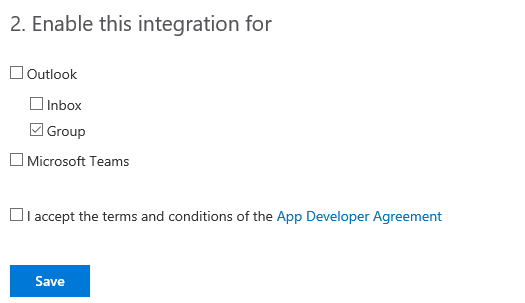 2. Enable this integration for
Outlook
Inbox
Group
Microsoft Teams
I accept the terms and conditions of the App Developer Agreement
Save